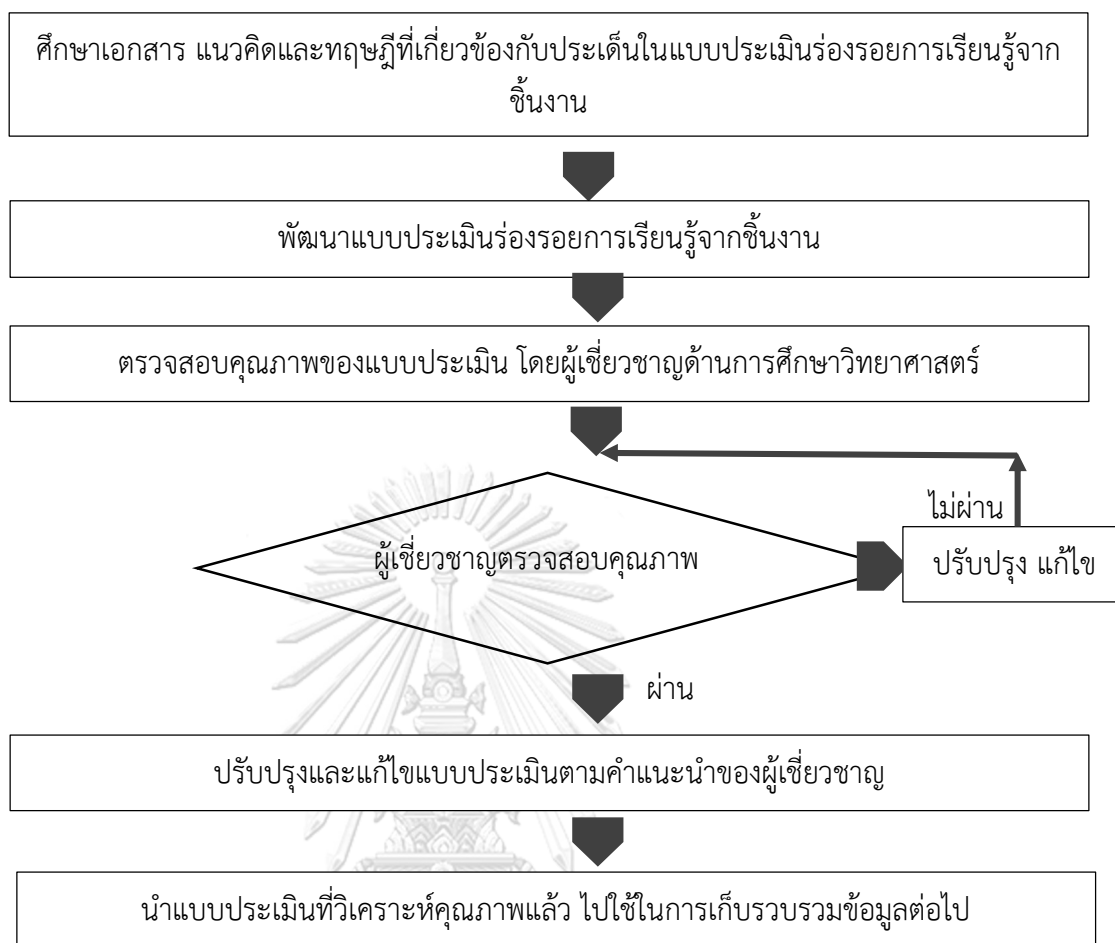 ศึกษาเอกสาร แนวคิดและทฤษฎีที่เกี่ยวข้องกับประเด็นในแบบประเมินร่องรอยการเรียนรู้จาก
ชิ้นงาน
พัฒนาแบบประเมินร่องรอยการเรียนรู้จากชิ้นงาน
ตรวจสอบคุณภาพของแบบประเมิน โดยผู้เชี่ยวชาญด้านการศึกษาวิทยาศาสตร์
ไม่ผ่าน
ผู้เชี่ยวชาญตรวจสอบคุณภาพ
ปรับปรุง แก้ไข
ผ่าน
ปรับปรุงและแก้ไขแบบประเมินตามคำแนะนำของผู้เชี่ยวชาญ
นำแบบประเมินที่วิเคราะห์คุณภาพแล้ว ไปใช้ในการเก็บรวบรวมข้อมูลต่อไป